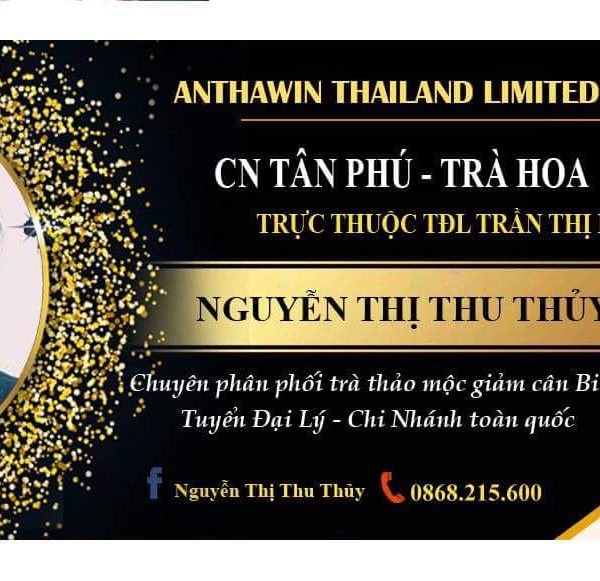 ANTHAWIN THAILAND LIMITED
CN TÂN PHÚ - TRÀ HOA
TRỰC THUỘC TĐL TRẦN THỊ
NGUYỄN THỊ THU THỦY
Chuyên phân phối trà thảo mộc giảm cân
Tuyển Đại Lý - Chi Nhánh toàn quốc
Nguyễn Thị Thu Thủy 0868.215.600